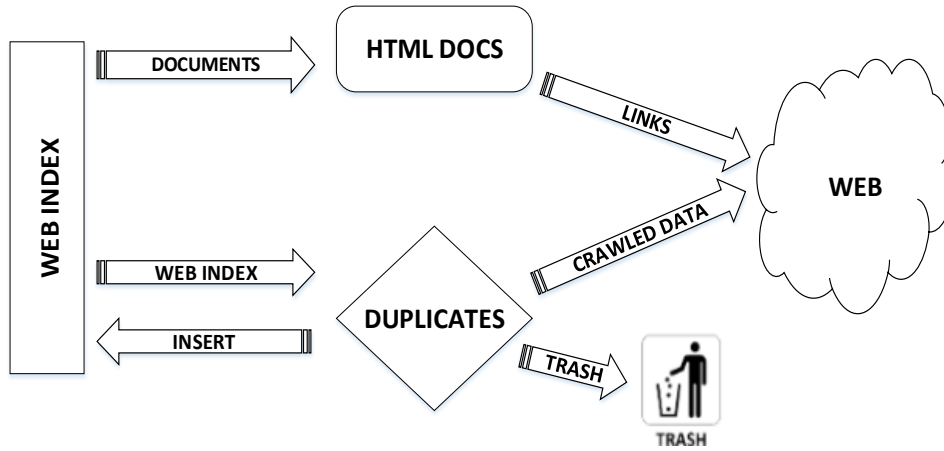 WEB INDEX
DOCUMENTS
HTML DOCS
LINKS
WEB
WEB INDEX
INSERT
DUPLICATES
CRAWLED DATA
TRASH
TRASH